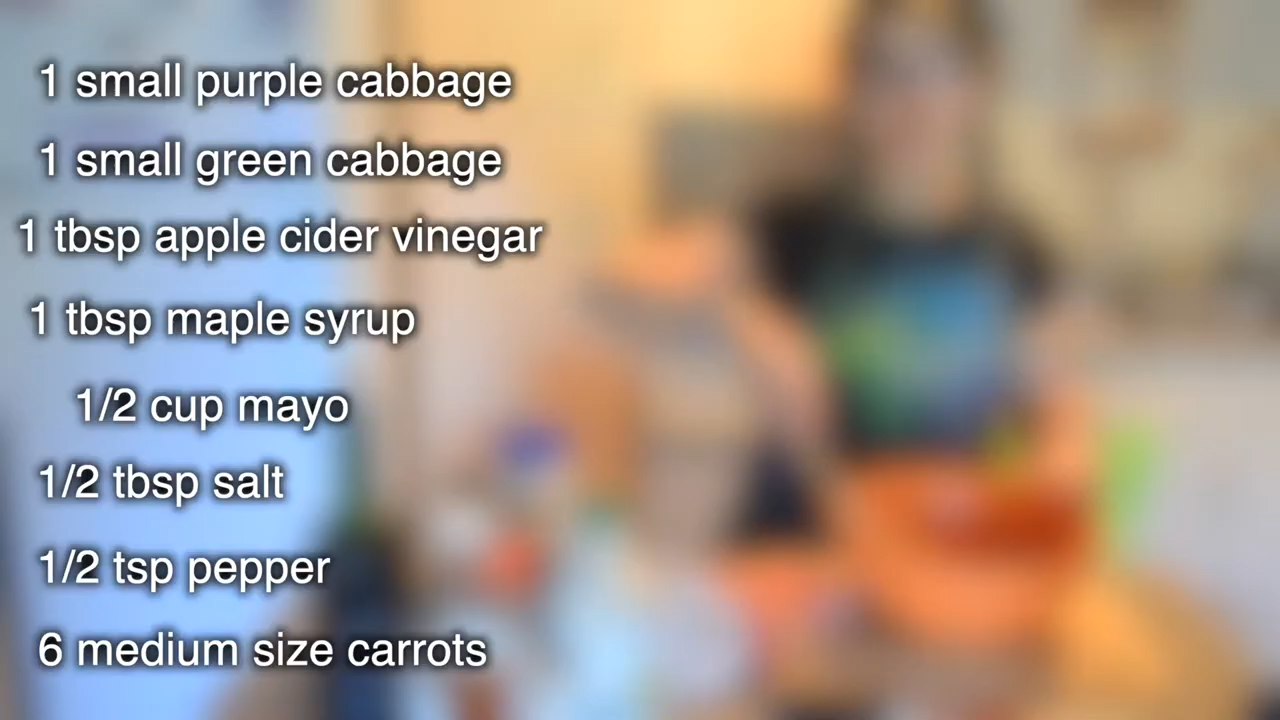 1 small purple cabbage
1 small green cabbage
1 tbsp apple cider vinegar
1 tbsp maple syrup
1/2 cup mayo
1/2 tbsp salt
1/2 tsp pepper
6 medium size carrots